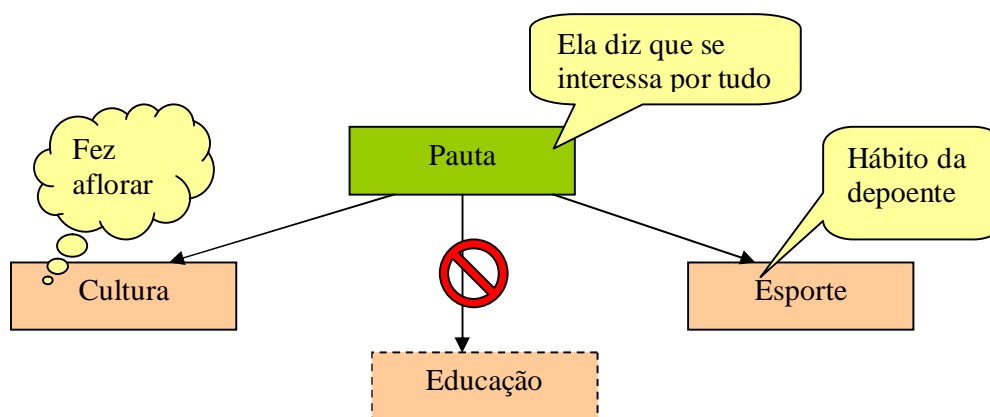 Ela diz que se
interessa por tudo
Fez
aflorar
Pauta
Hábito da
depoente
Cultura
Esporte
Educação